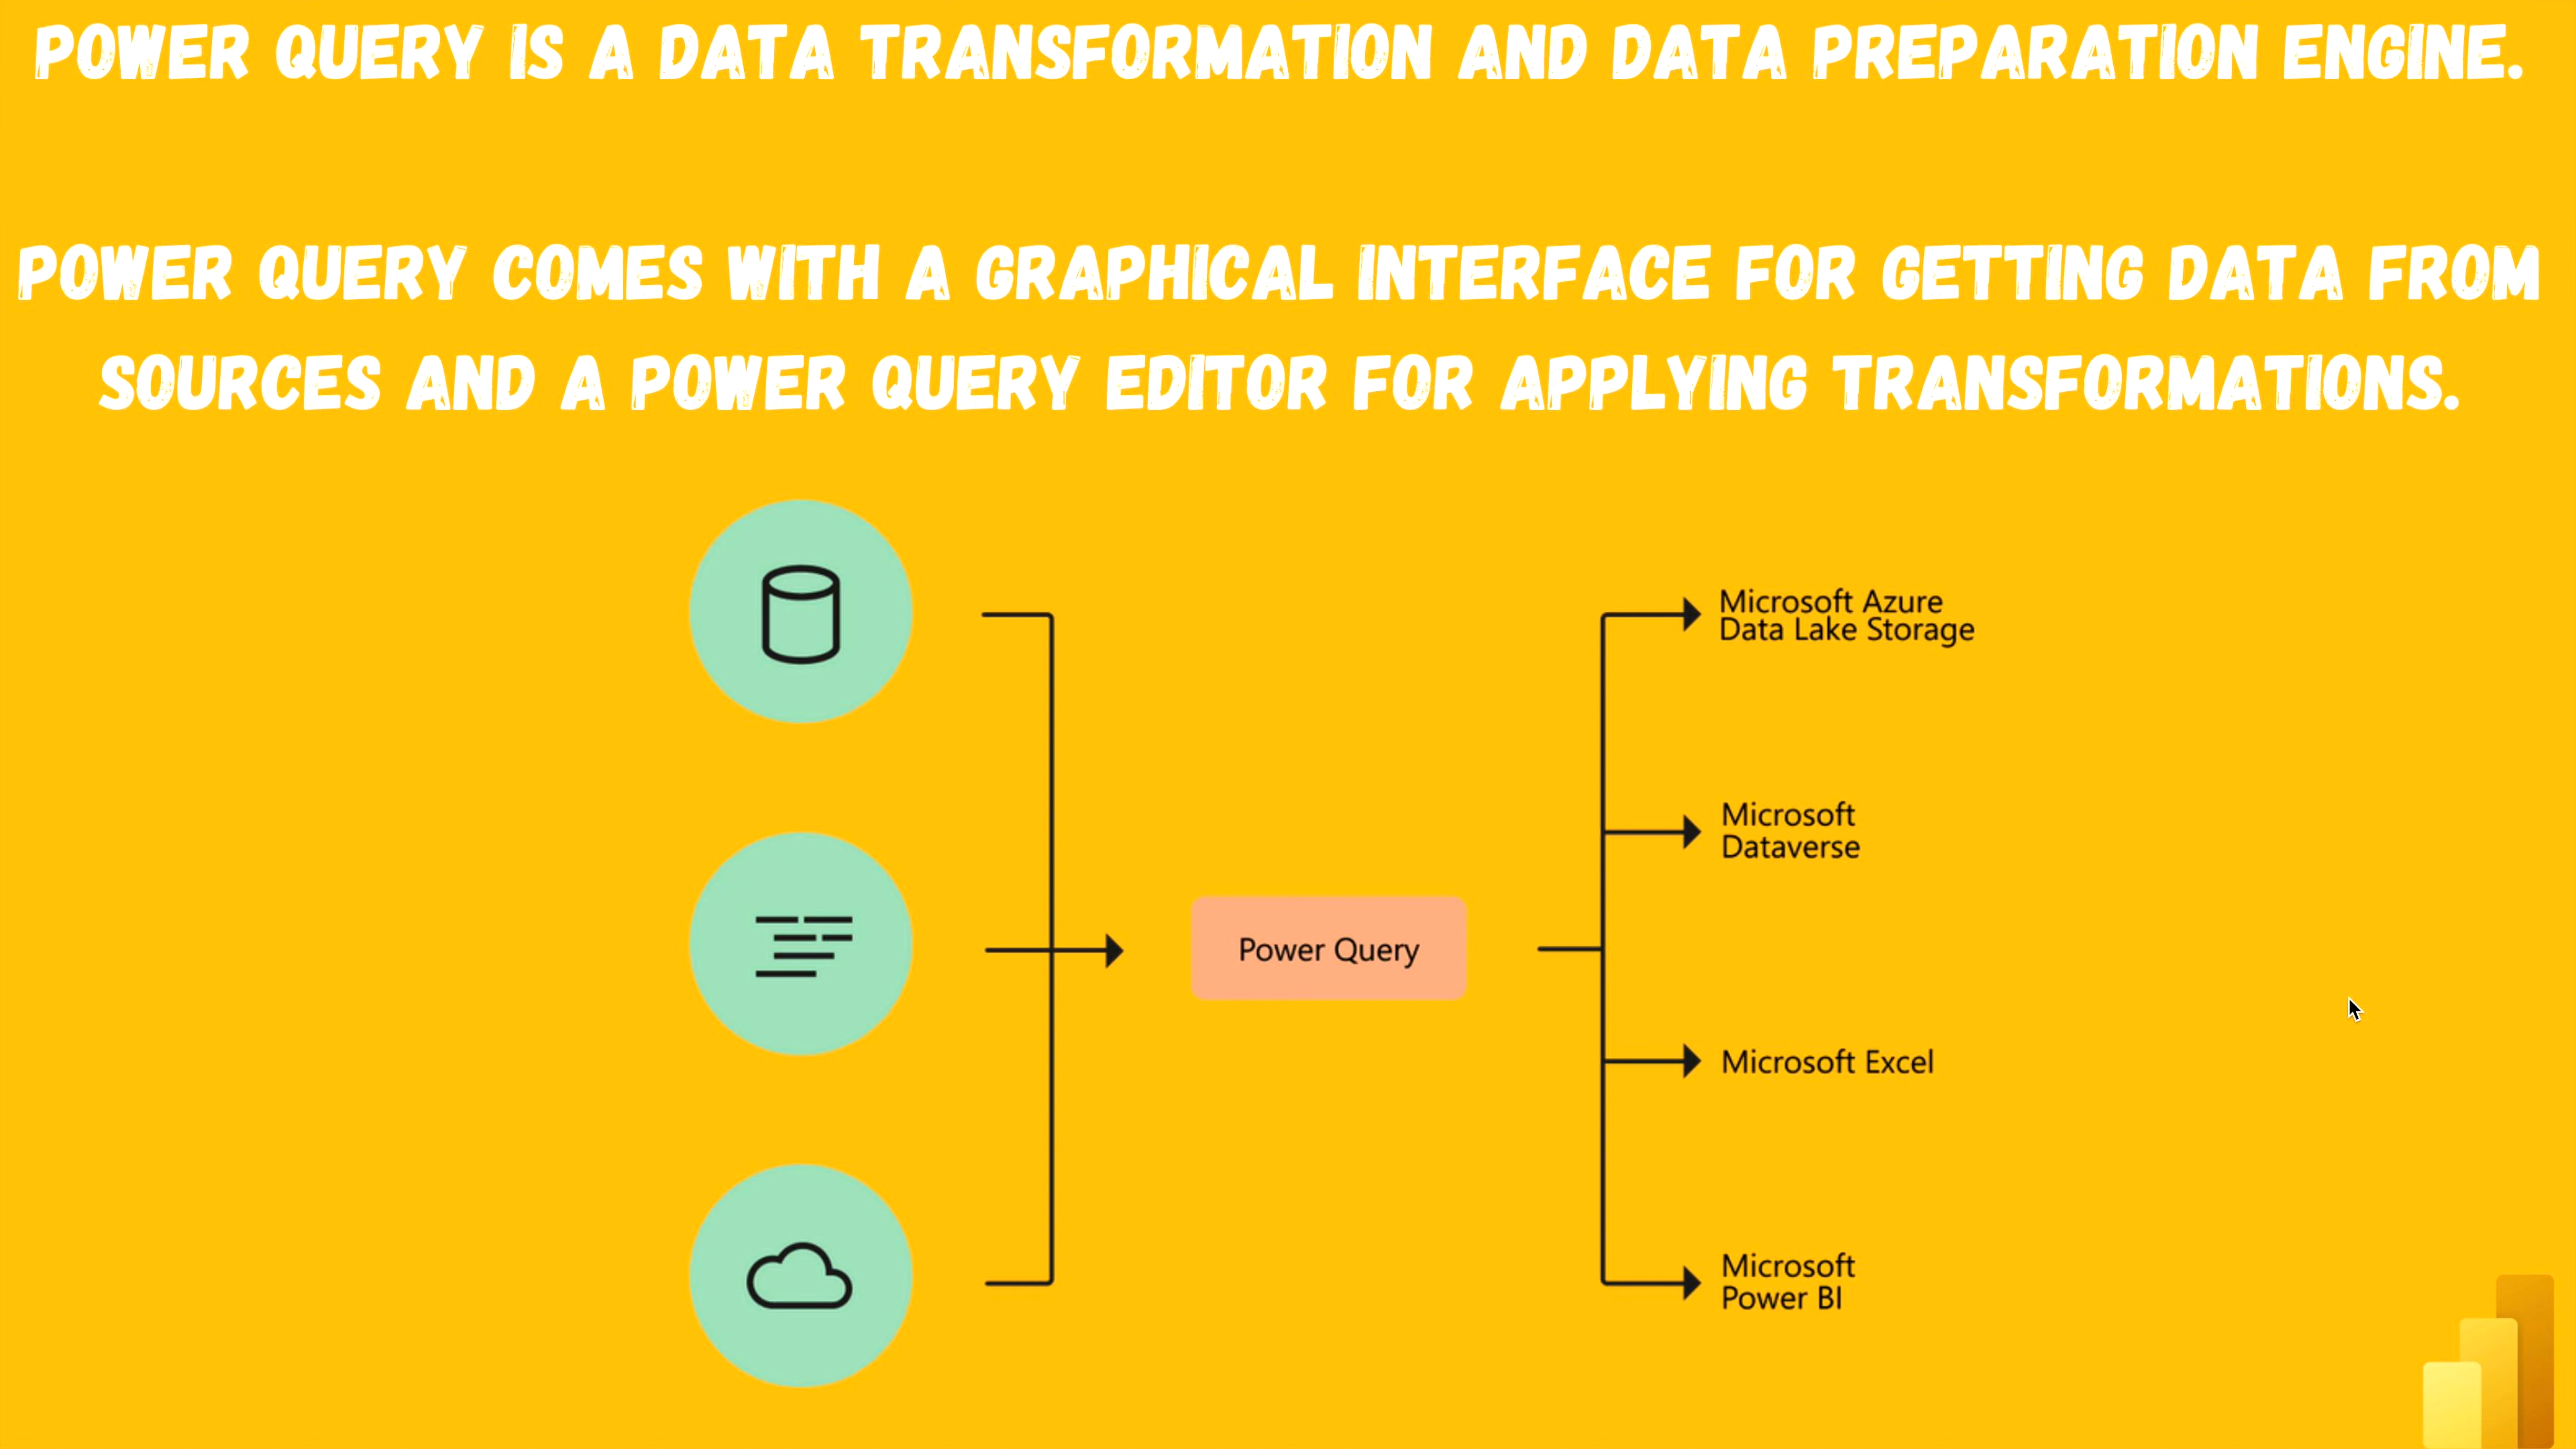 POWER QUERY IS A DATA TRANSFORMATION AND DATA PREPARATION ENGINE.
POWER QUERY COMES WITH A GRAPHICAL INTERFACE FOR GETTING DATA FROM
SOURCES AND A POWER QUERY EDITOR FOR APPLYING TRANSFORMATIONS.
Microsoft Azure
Data Lake Storage
Microsoft
Dataverse
Power Query
Microsoft Excel
Microsoft
Power BI